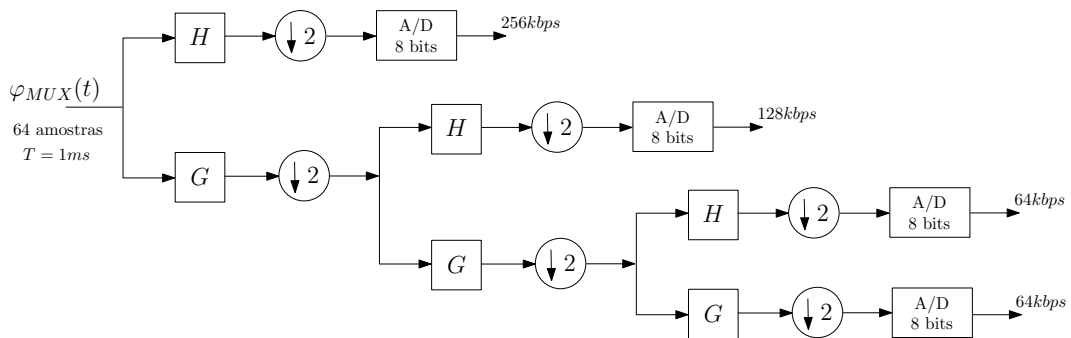 H
↓ 2
A/D
8 bits
256kbps
φMUX(t)
64 amostras
T = 1ms
G
↓ 2
H
↓ 2
A/D
8 bits
128kbps
G
↓ 2
H
↓ 2
A/D
8 bits
64kbps
G
↓ 2
A/D
8 bits
64kbps